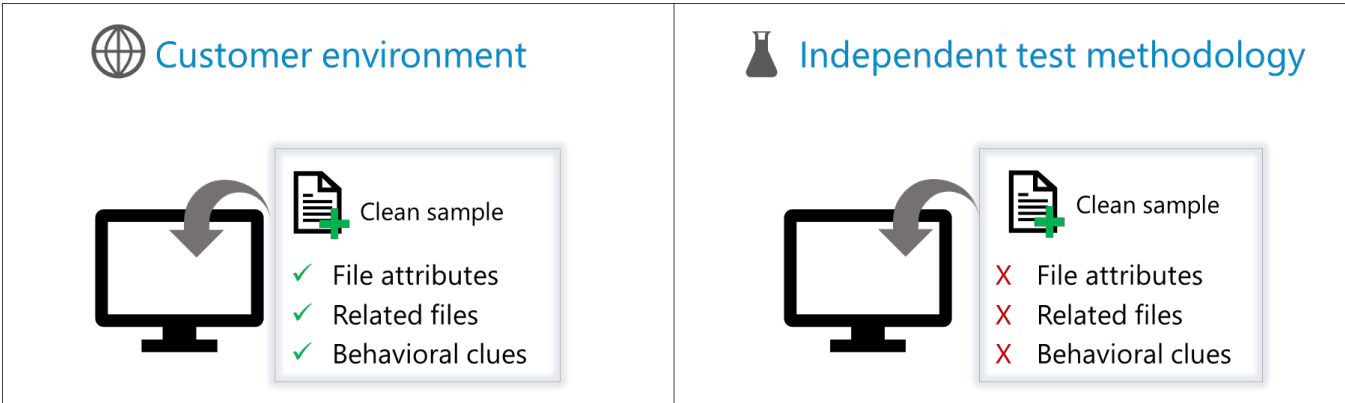 Customer environment
Clean sample
✓ File attributes
✓ Related files
✓ Behavioral clues
Independent test methodology
Clean sample
X File attributes
X Related files
X Behavioral clues